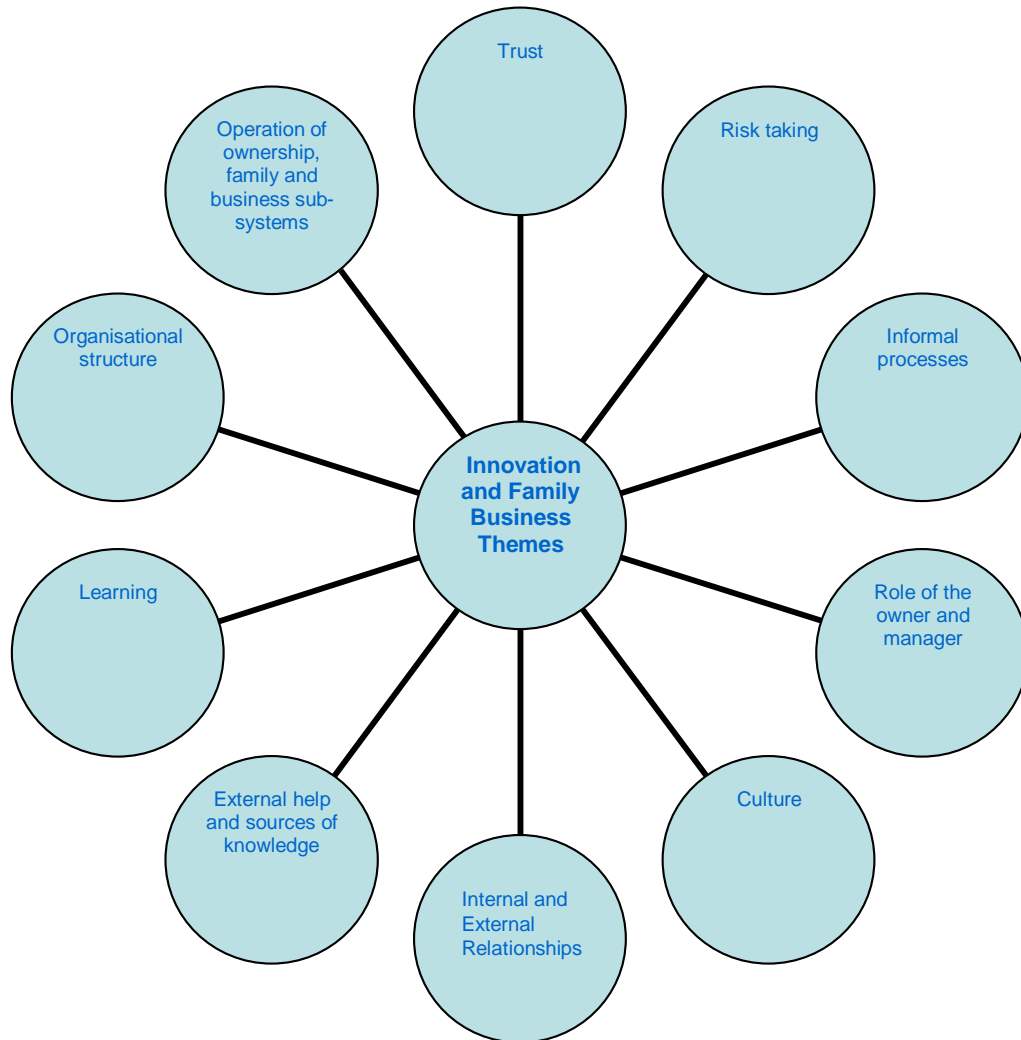 Trust
Risk taking
Informal
processes
Role of the
owner and
manager
Culture
Internal and
External
Relationships
External help
and sources of
knowledge
Learning
Organisational
structure
Operation of
ownership,
family and
business sub-
systems
Innovation
and Family
Business
Themes